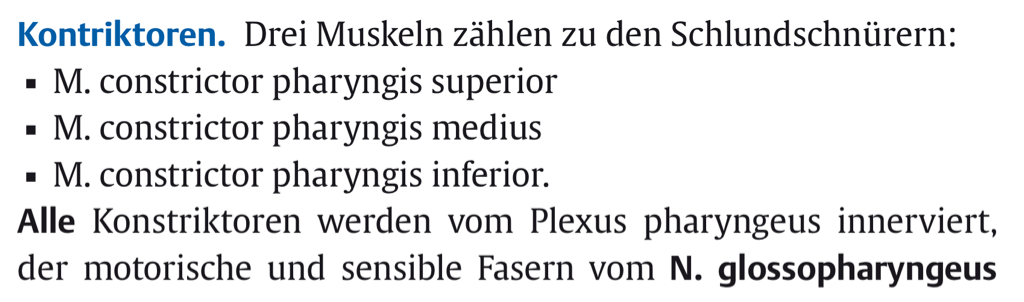 Kontriktoren. Drei Muskeln zählen zu den Schlundschnürern:
▪ M. constrictor pharyngis superior
▪ M. constrictor pharyngis medius
▪ M. constrictor pharyngis inferior.
Alle Konstriktoren werden vom Plexus pharyngeus innerviert,
der motorische und sensible Fasern vom N. glossopharyngeus